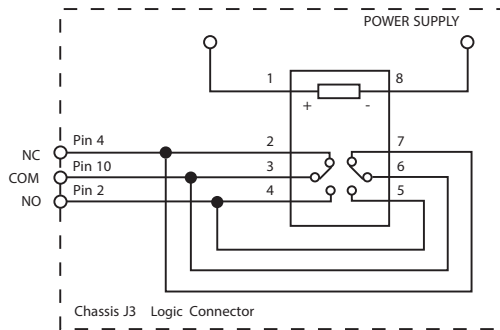 POWER SUPPLY
1 8
+ -
Pin 4 2 7
NC
Pin 10 3 6
COM
Pin 2 4 5
NO
Chassis J3 Logic Connector